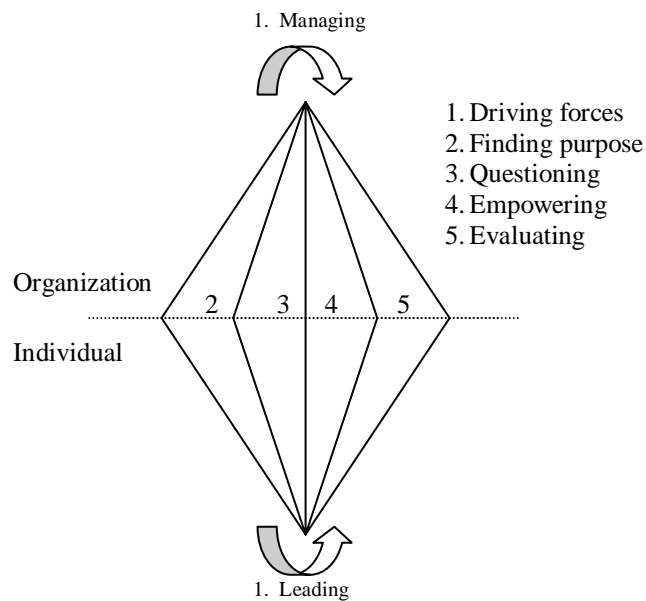 1. Managing
1. Driving forces
2. Finding purpose
3. Questioning
4. Empowering
5. Evaluating
Organization
2 3 4 5
Individual
1. Leading